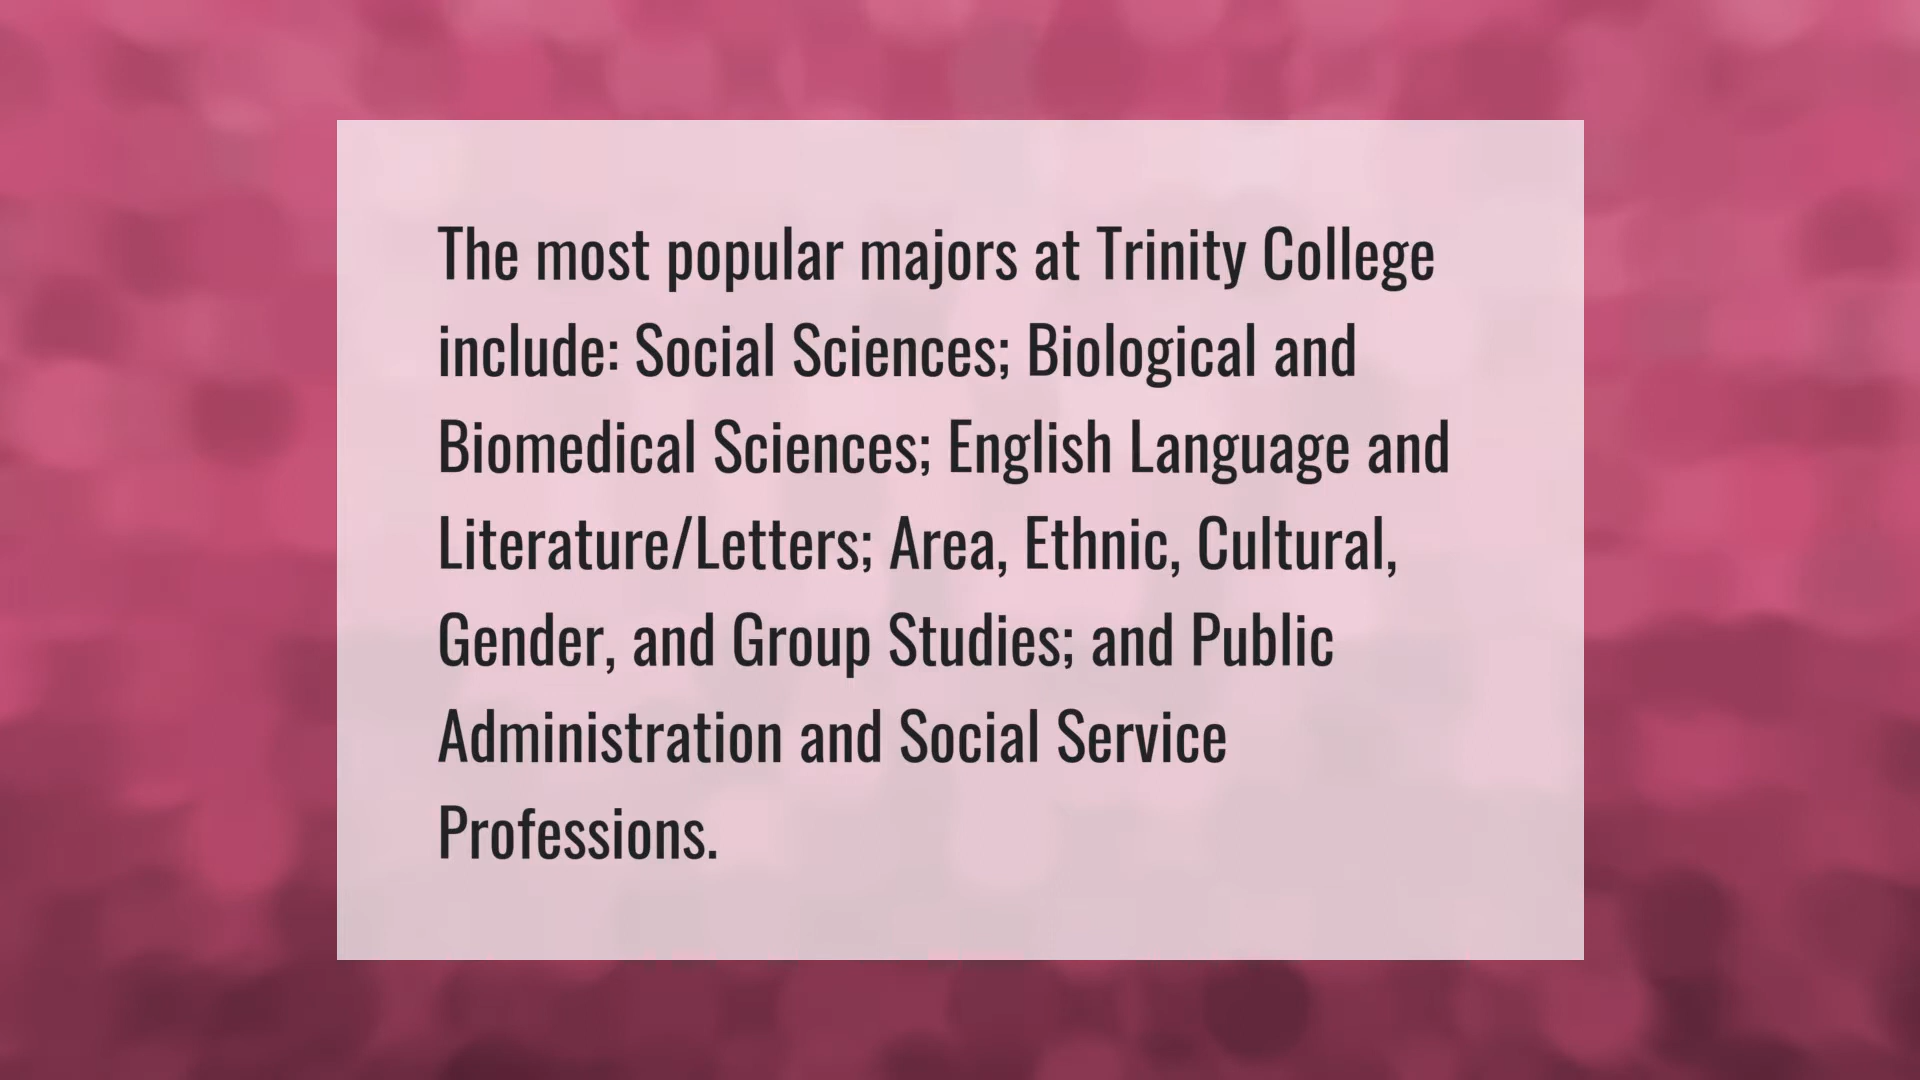 The most popular majors at Trinity College
include: Social Sciences; Biological and
Biomedical Sciences; English Language and
Literature/Letters; Area, Ethnic, Cultural,
Gender, and Group Studies; and Public
Administration and Social Service
Professions.